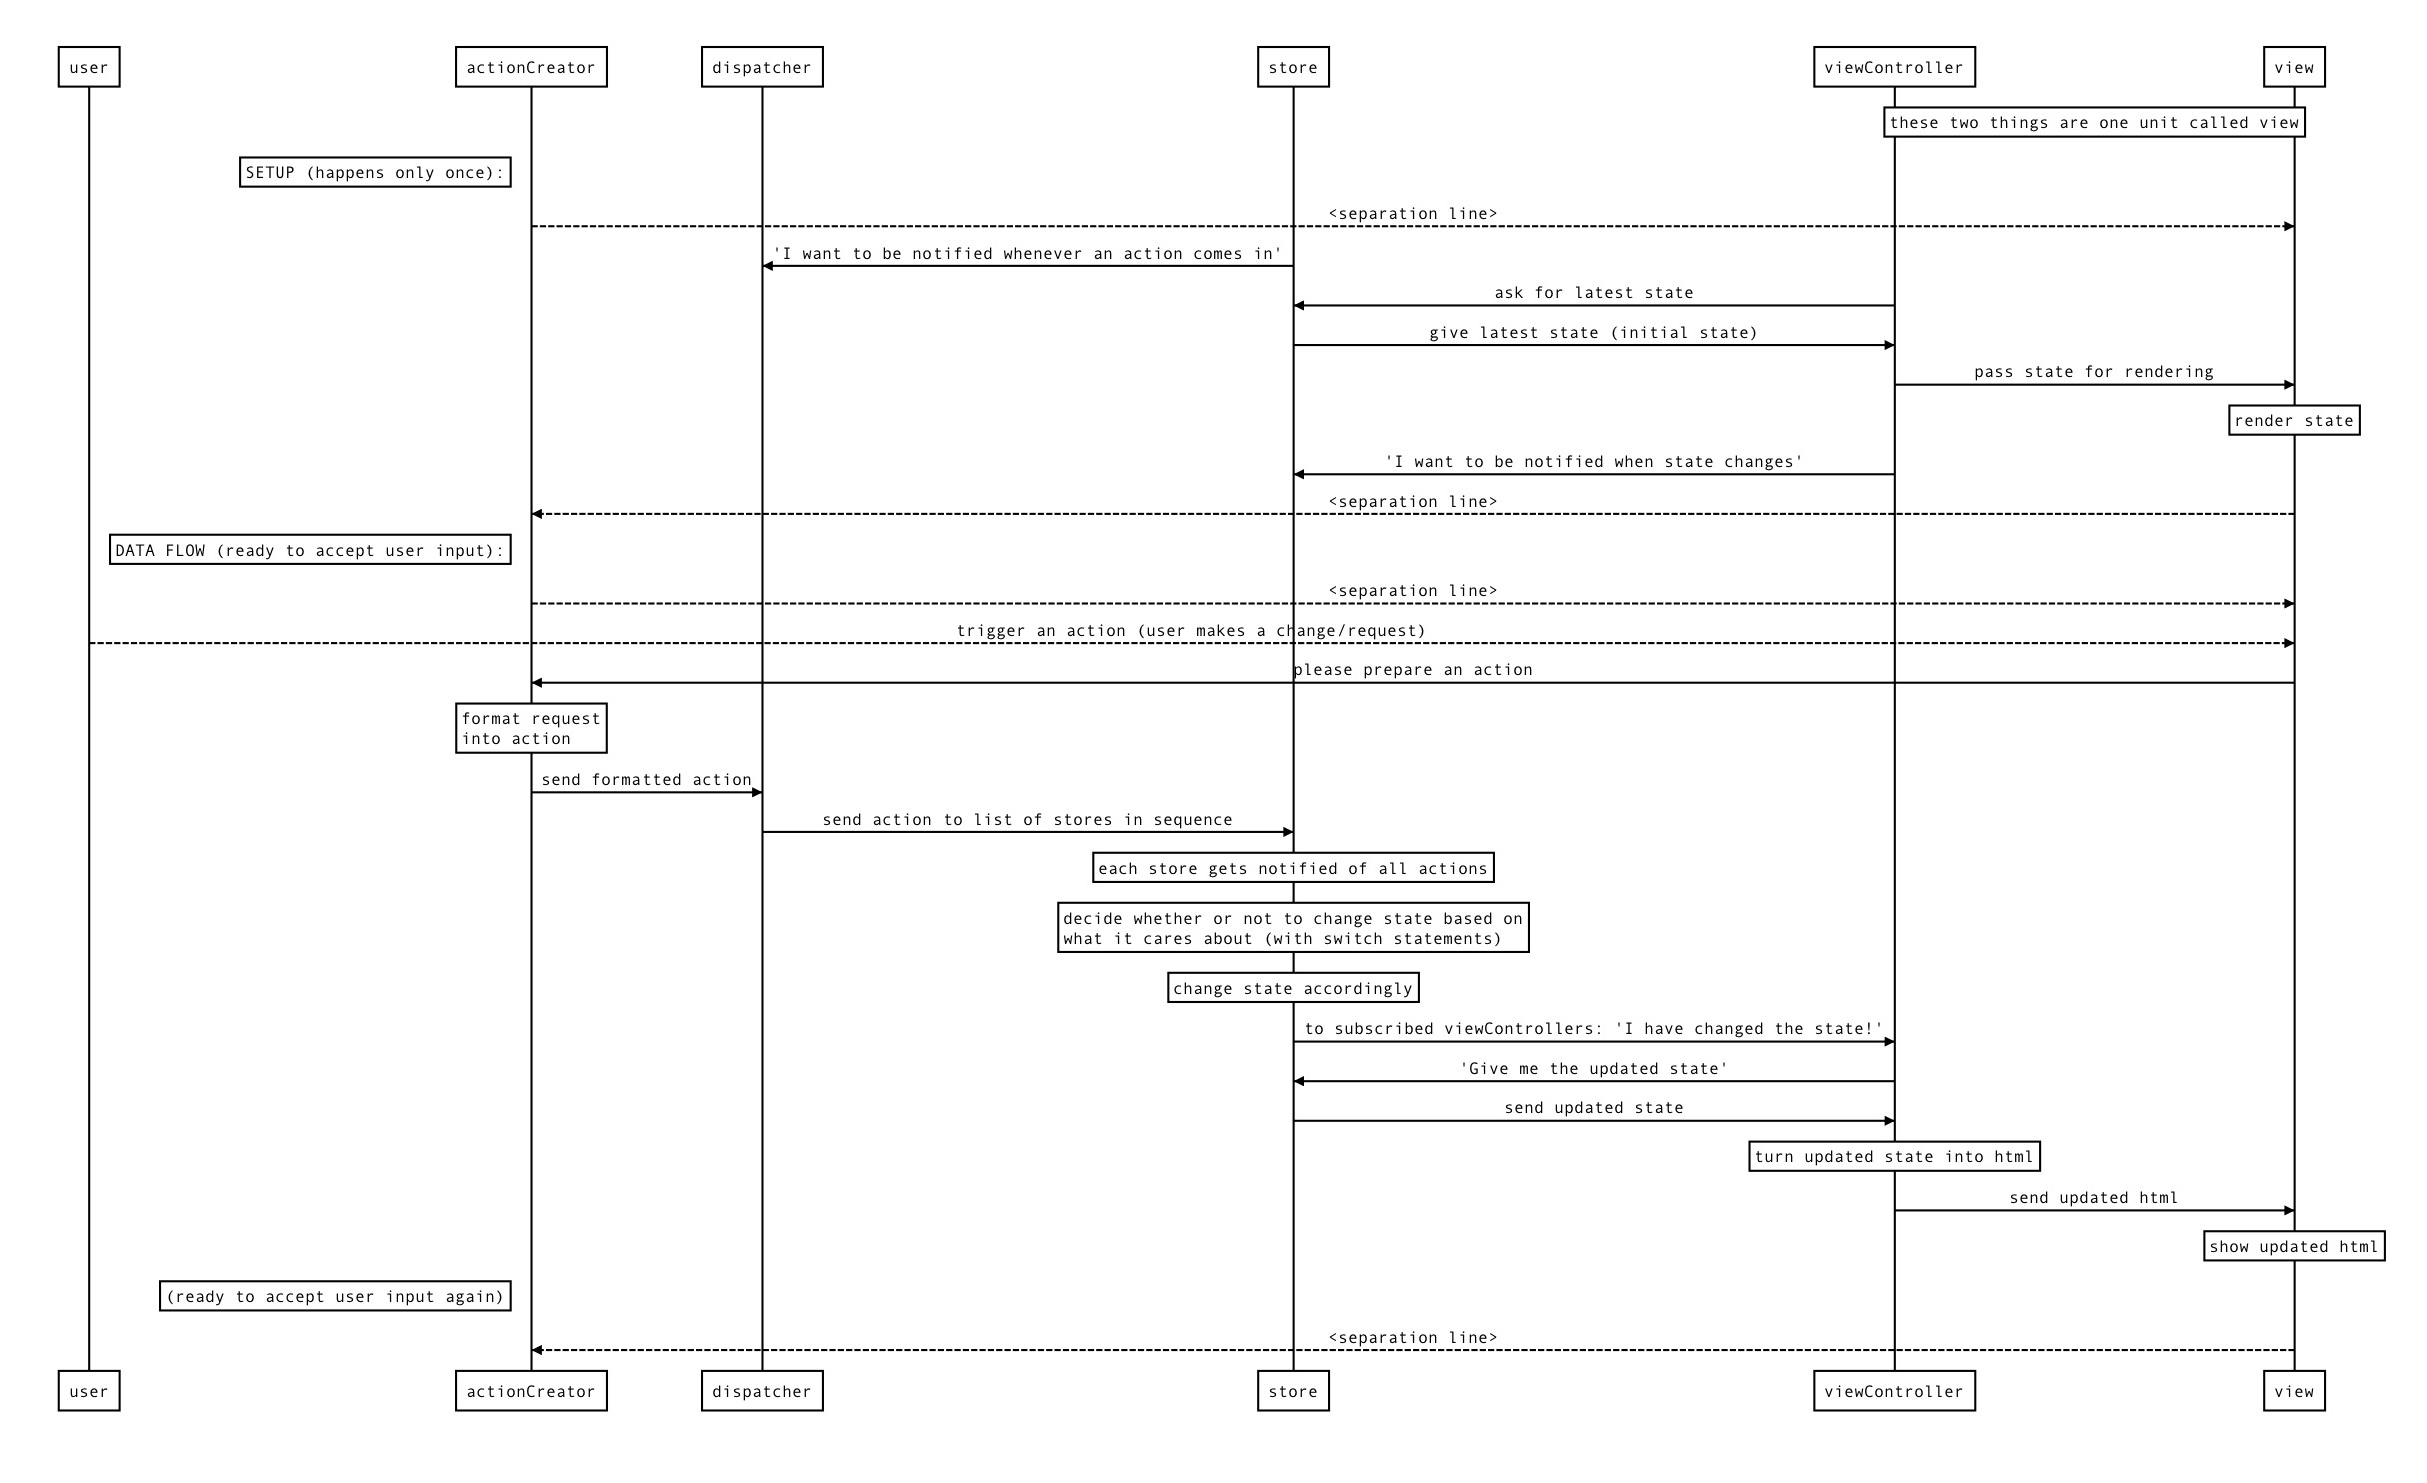 user
actionCreator
dispatcher
store
viewController
view
these two things are one unit called view
SETUP (happens only once):
<separation line>
'I want to be notified whenever an action comes in'
ask for latest state
give latest state (initial state)
pass state for rendering
render state
'I want to be notified when state changes'
<separation line>
DATA FLOW (ready to accept user input):
<separation line>
trigger an action (user makes a change/request)
please prepare an action
format request
into action
send formatted action
send action to list of stores in sequence
each store gets notified of all actions
decide whether or not to change state based on
what it cares about (with switch statements)
change state accordingly
to subscribed viewControllers: 'I have changed the state!'
'Give me the updated state'
send updated state
turn updated state into html
send updated html
show updated html
(ready to accept user input again)
<separation line>
user
actionCreator
dispatcher
store
viewController
view